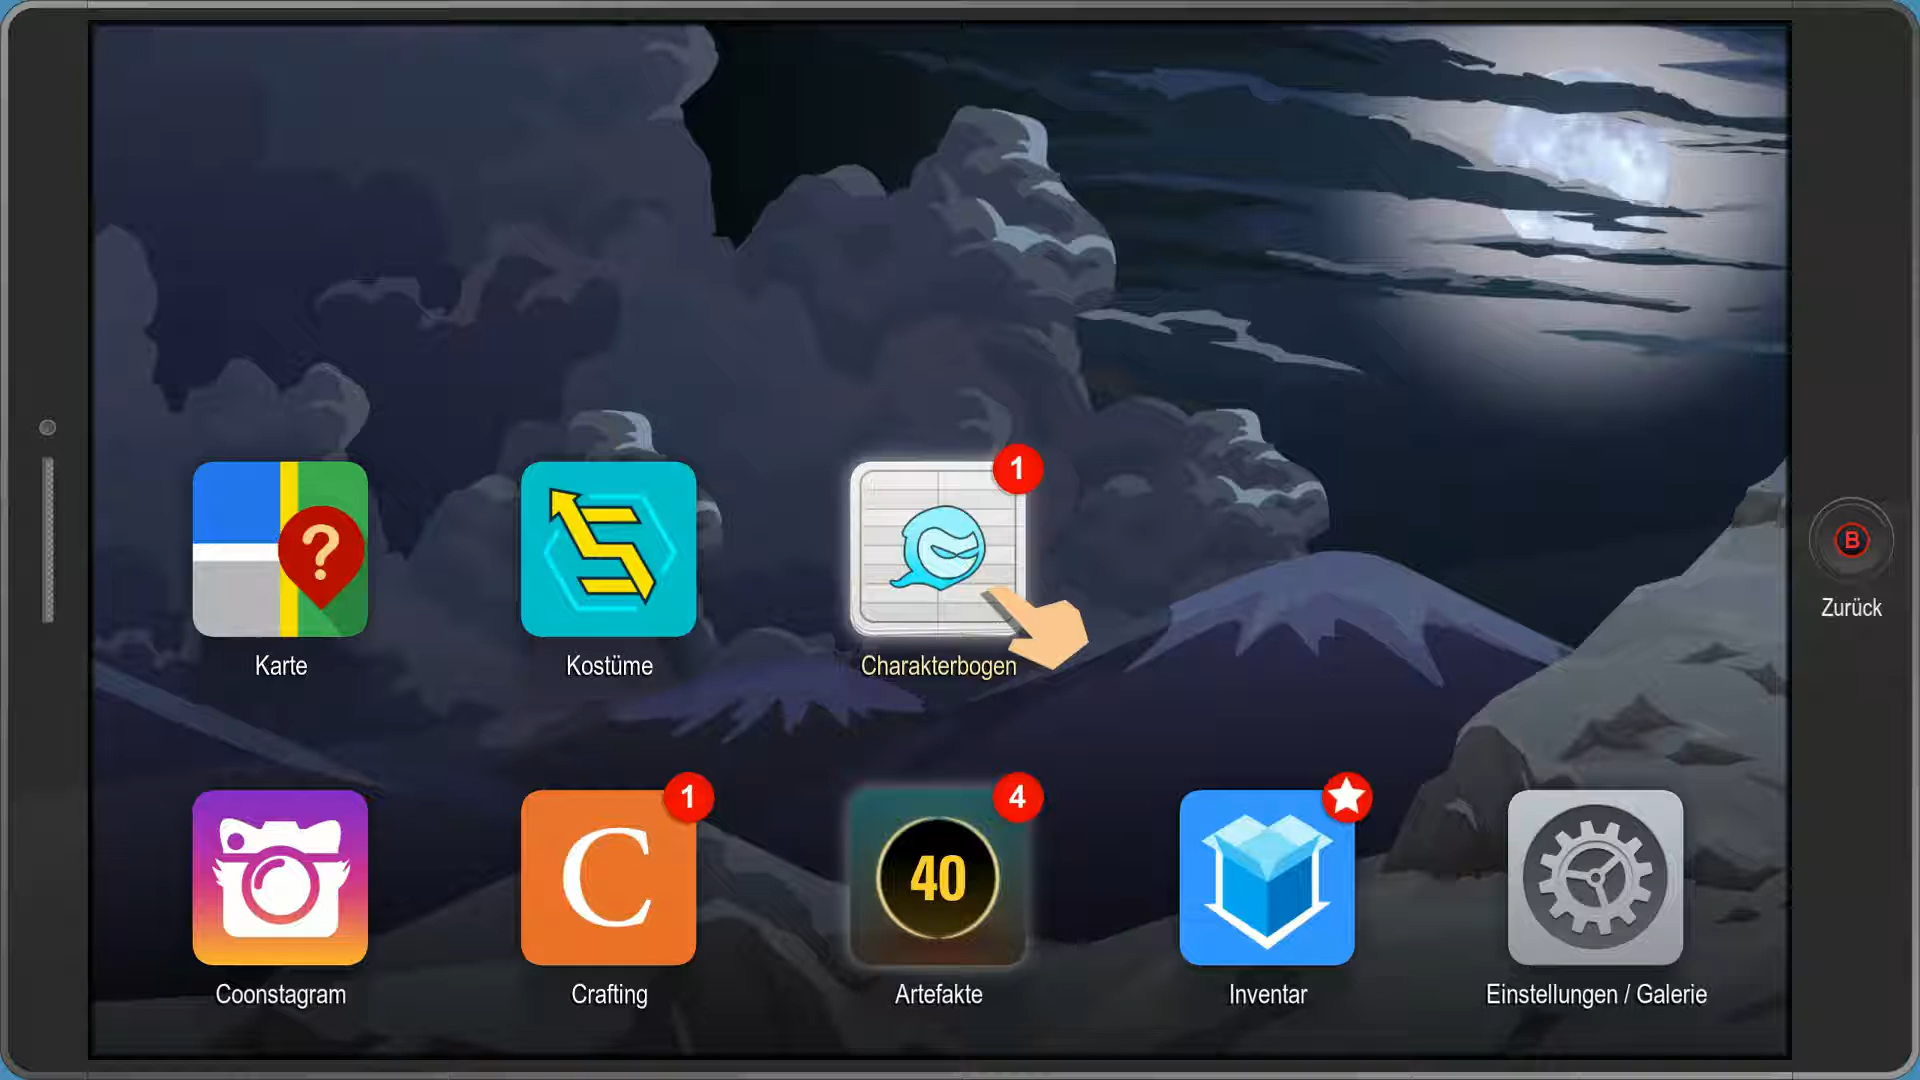 1
?
Karte
Kostüme
Charakterbogen
B
Zurück
1
4
C
40
Coonstagram
Crafting
Artefakte
Inventar
Einstellungen / Galerie